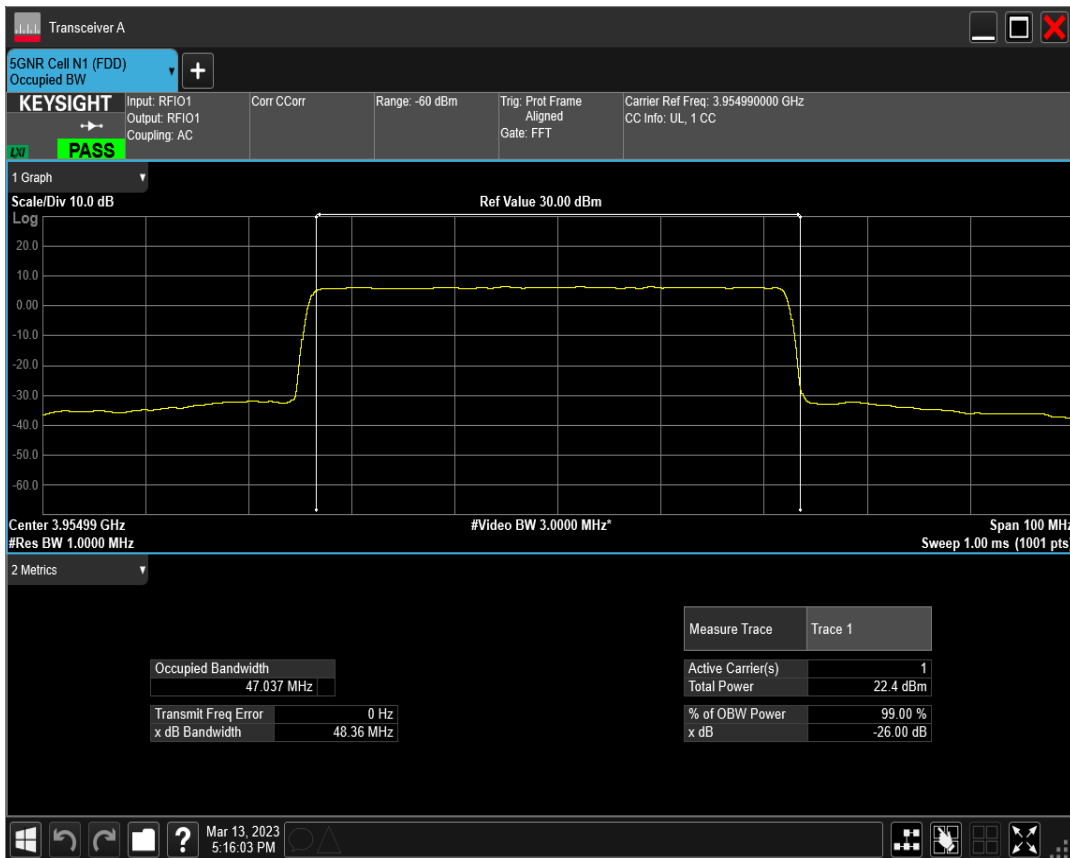 Transceiver A
5GNR Cell N1 (FDD)
Occupied BW
+
KEYSIGHT
LXI
PASS
Input: RFIO1
Output: RFIO1
Coupling: AC
Corr CCorr
Range: -60 dBm
Trig: Prot Frame
Aligned
Gate: FFT
Carrier Ref Freq: 3.954990000 GHz
CC Info: UL, 1 CC
1 Graph
Scale/Div 10.0 dB
Ref Value 30.00 dBm
Log
20.0
10.0
0.00
-10.0
-20.0
-30.0
-40.0
-50.0
-60.0
Center 3.95499 GHz
#Video BW 3.0000 MHz*
Span 100 MHz
#Res BW 1.0000 MHz
Sweep 1.00 ms (1001 pts)
2 Metrics
Measure Trace Trace 1
Occupied Bandwidth
47.037 MHz
Active Carrier(s) 1
Total Power 22.4 dBm
Transmit Freq Error 0 Hz
x dB Bandwidth 48.36 MHz
% of OBW Power 99.00 %
x dB -26.00 dB
?
Mar 13, 2023
5:16:03 PM